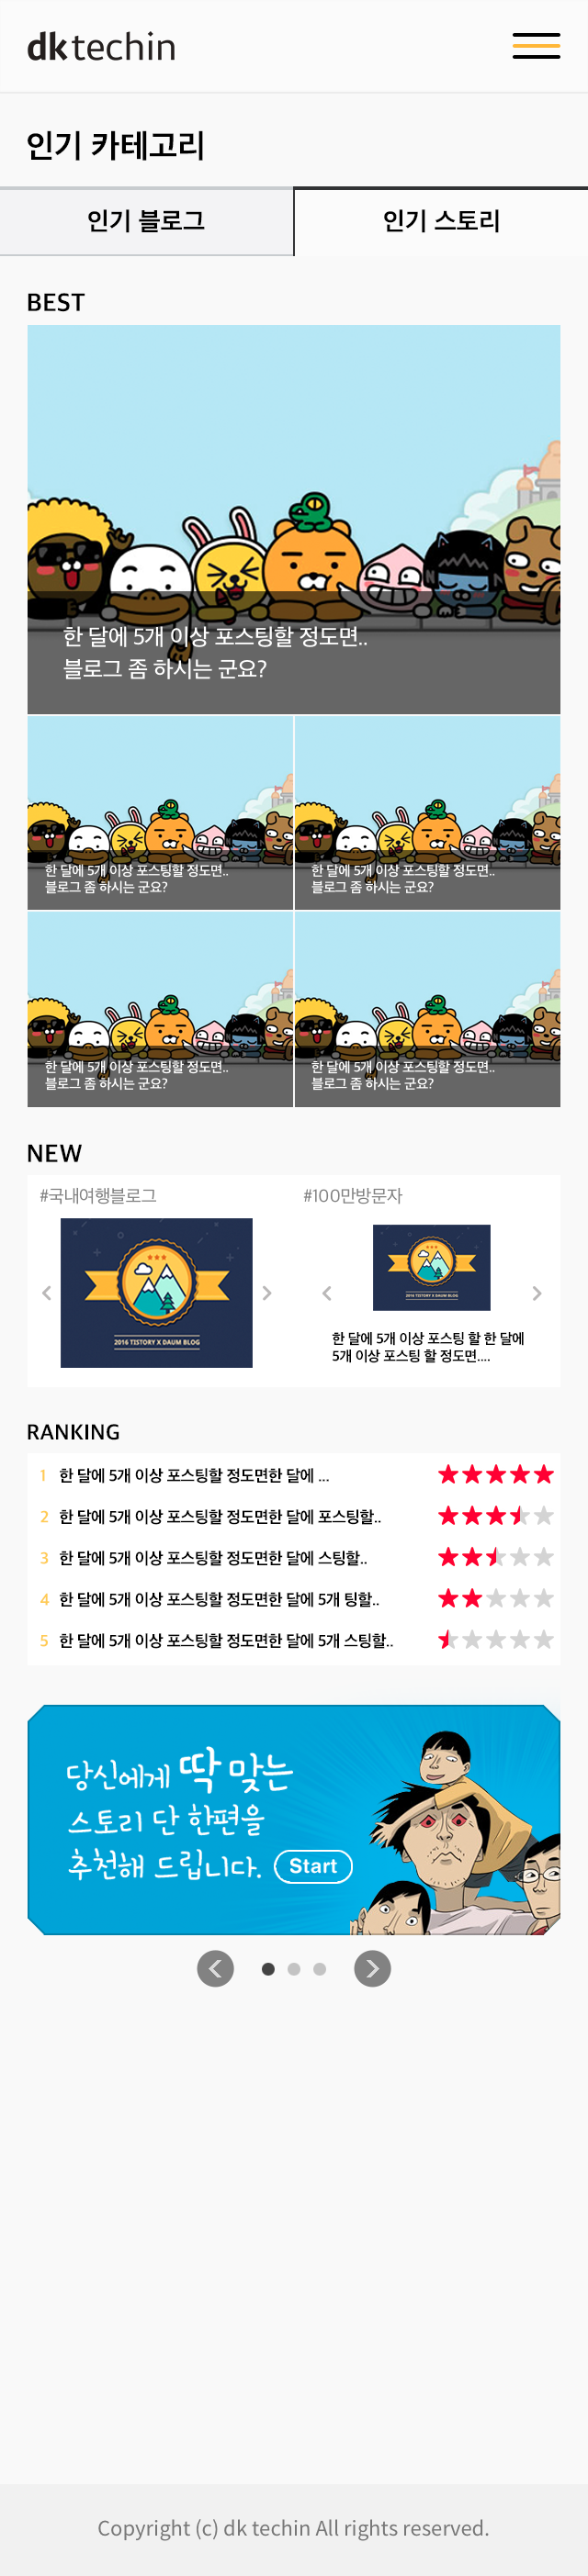 dk techin
인기 카테고리
인기 블로그
인기 스토리
BEST
한 달에 5개 이상 포스팅할 정도면..
블로그 좀 하시는 군요?
한 달에 5개 이상 포스팅할 정도면..
블로그 좀 하시는 군요?
한 달에 5개 이상 포스팅할 정도면..
블로그 좀 하시는 군요?
한 달에 5개 이상 포스팅할 정도면..
블로그 좀 하시는 군요?
한 달에 5개 이상 포스팅할 정도면..
블로그 좀 하시는 군요?
NEW
#국내여행블로그
2016 TISTORY X DAUM BLOG
#100만방문자
2016 TISTORY X DAUM BLOG
한 달에 5개 이상 포스팅 할 한 달에
5개 이상 포스팅 할 정도면....
RANKING
1 한 달에 5개 이상 포스팅할 정도면한 달에 ...
2 한 달에 5개 이상 포스팅할 정도면한 달에 포스팅할..
3 한 달에 5개 이상 포스팅할 정도면한 달에 스팅할..
4 한 달에 5개 이상 포스팅할 정도면한 달에 5개 팅할..
5 한 달에 5개 이상 포스팅할 정도면한 달에 5개 스팅할..
당신에게 딱 맞는
스토리 단 한편을
추천해 드립니다. Start
Copyright (c) dk techin All rights reserved.